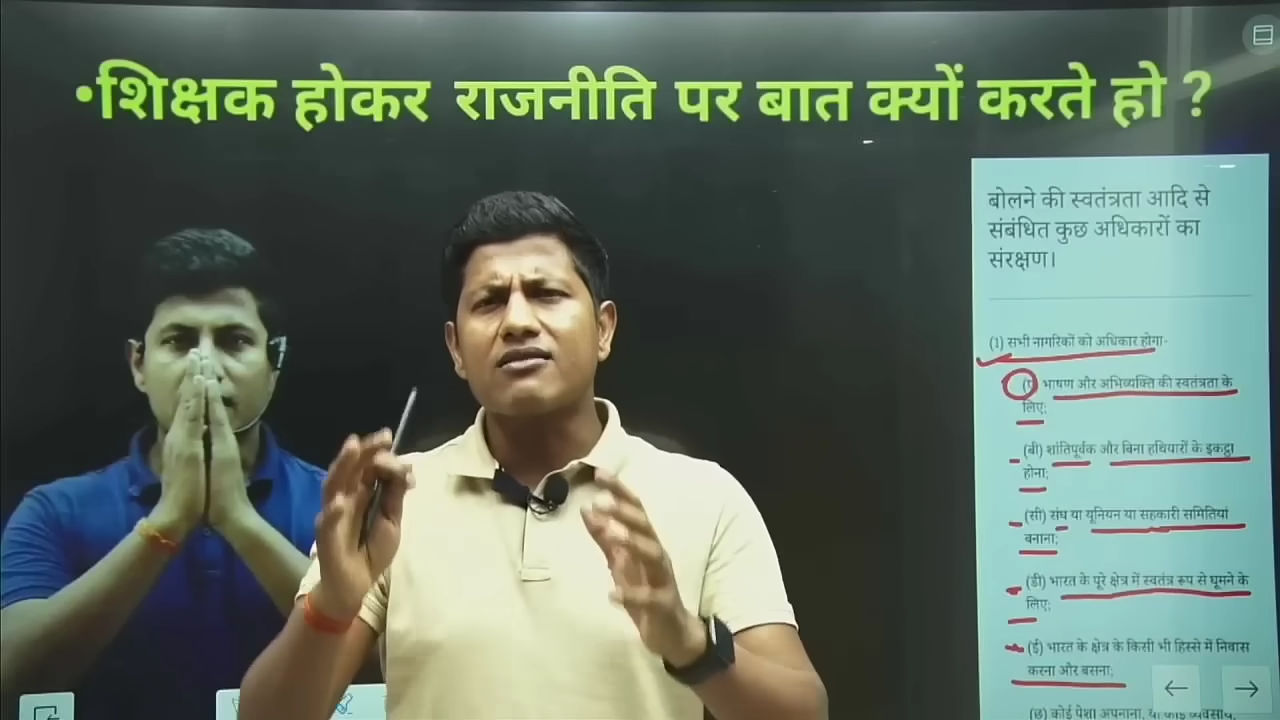 •शिक्षक होकर राजनीति पर बात क्यों करते हो ?
बोलने की स्वतंत्रता आदि से
संबंधित कुछ अधिकारों का
संरक्षण।
(1) सभी नागरिकों को अधिकार होगा-
भाषण और अभिव्यक्ति की स्वतंत्रता के
लिए;
(बी) शांतिपूर्वक और बिना हथियारों के इकट्ठा
होना;
(सी) संघ या यूनियन या सहकारी समितियां
बनाना;
(डी) भारत के पूरे क्षेत्र में स्वतंत्र रूप से घूमने के
लिए;
(ई) भारत के क्षेत्र के किसी भी हिस्से में निवास
करना और बसना;
कोई पेशा अपनाना, या कोई व्यवसाय,